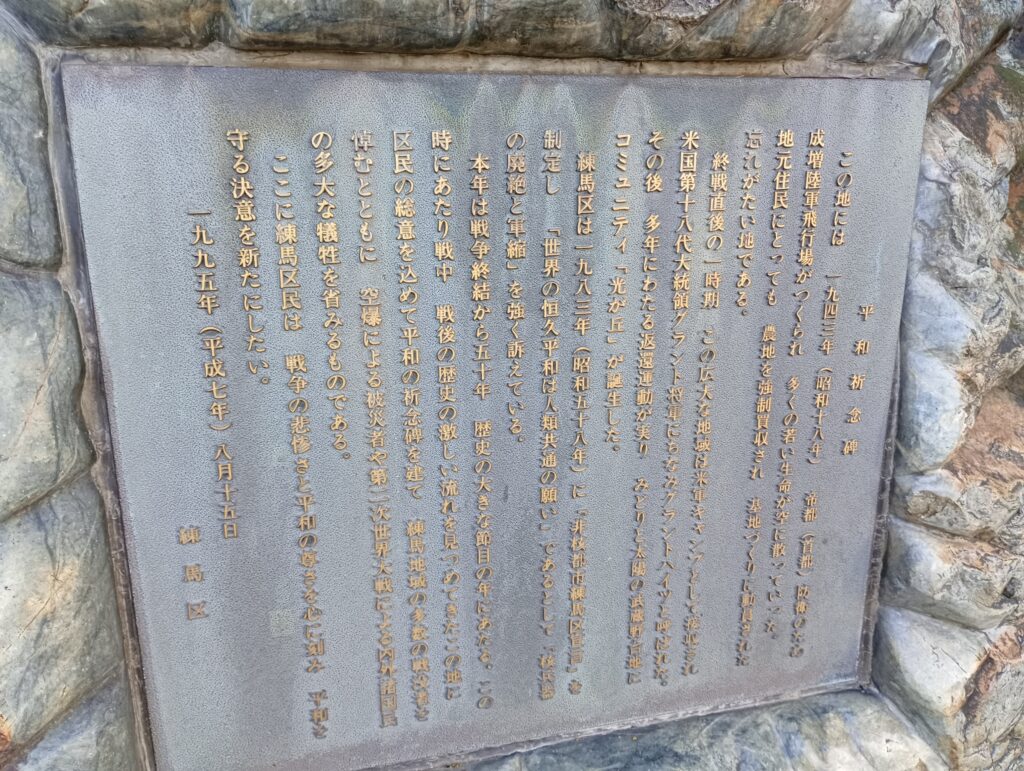 平和祈念碑
この地には　一九四三年（昭和十八年）　帝都（首都）防衛のため
成増陸軍飛行場がつくられ　多くの若い生命が空に散っていった。
地元住民にとっても　農地を強制買収され　基地づくりに動員された
忘れがたい地である。
終戦直後の一時期　この広大な地域は米軍キャンプとして接収され
米国第十八代大統領グラント将軍にちなみグラントハイツと呼ばれた。
その後　多年にわたる返還運動が実り　みどりと太陽の武蔵野台地に
コミュニティ「光が丘」が誕生した。
練馬区は一九八三年（昭和五十八年）に「非核都市練馬区宣言」を
制定し　「世界の恒久平和は人類共通の願い」であるとして「核兵器
の廃絶と軍縮」を強く訴えている。
本年は戦争終結から五十年　歴史の大きな節目の年にあたる。この
時にあたり戦中　戦後の歴史の激しい流れを見つめてきたこの地に
区民の総意を込めて平和の祈念碑を建て　練馬地域の多数の戦没者を
悼むとともに　空爆による被災者や第二次世界大戦による内外諸国民
の多大な犠牲を省みるものである。
ここに練馬区民は　戦争の悲惨さと平和の尊さを心に刻み　平和を
守る決意を新たにしたい。
一九九五年（平成七年）八月十五日
練馬区